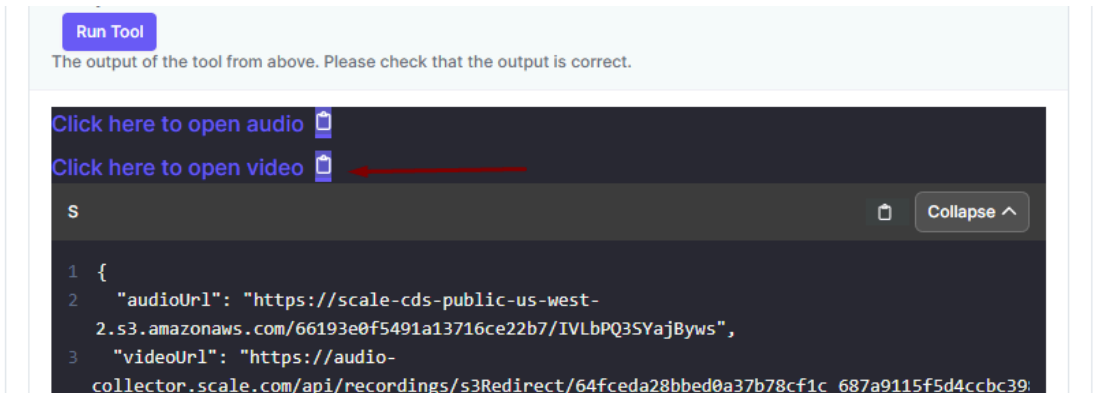 Run Tool
The output of the tool from above. Please check that the output is correct.
Click here to open audio
Click here to open video
S
Collapse
1 {
2 "audioUrl": "https://scale-cds-public-us-west-
2.s3.amazonaws.com/66193e0f5491a13716ce22b7/IVLbPQ3SYajByws",
3 "videoUrl": "https://audio-
collector.scale.com/api/recordings/s3Redirect/64fceda28bbed0a37b78cf1c_687a9115f5d4ccbc39